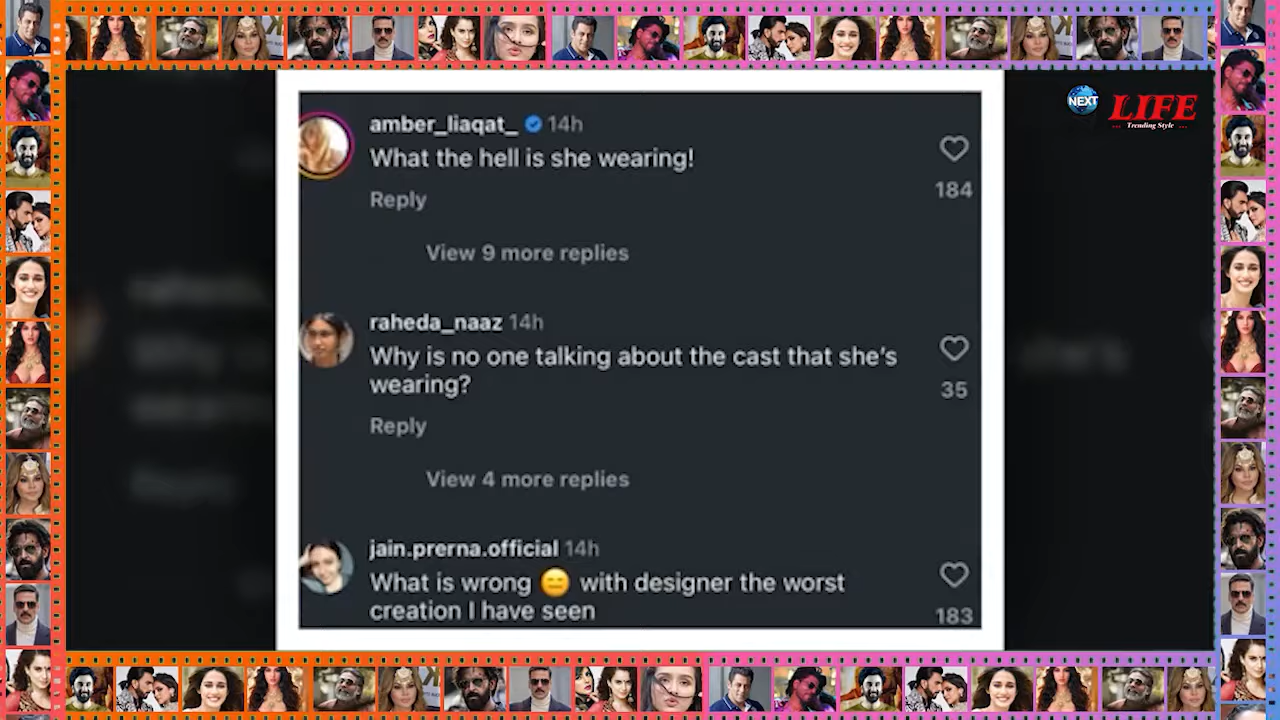 NEXT
LIFE
... Trending Style ...
amber_liaqat_ 14h
What the hell is she wearing!
184
Reply
View 9 more replies
raheda_naaz 14h
Why is no one talking about the cast that she's
wearing?
35
Reply
View 4 more replies
jain.prerna.official 14h
What is wrong 😑 with designer the worst
creation I have seen
183